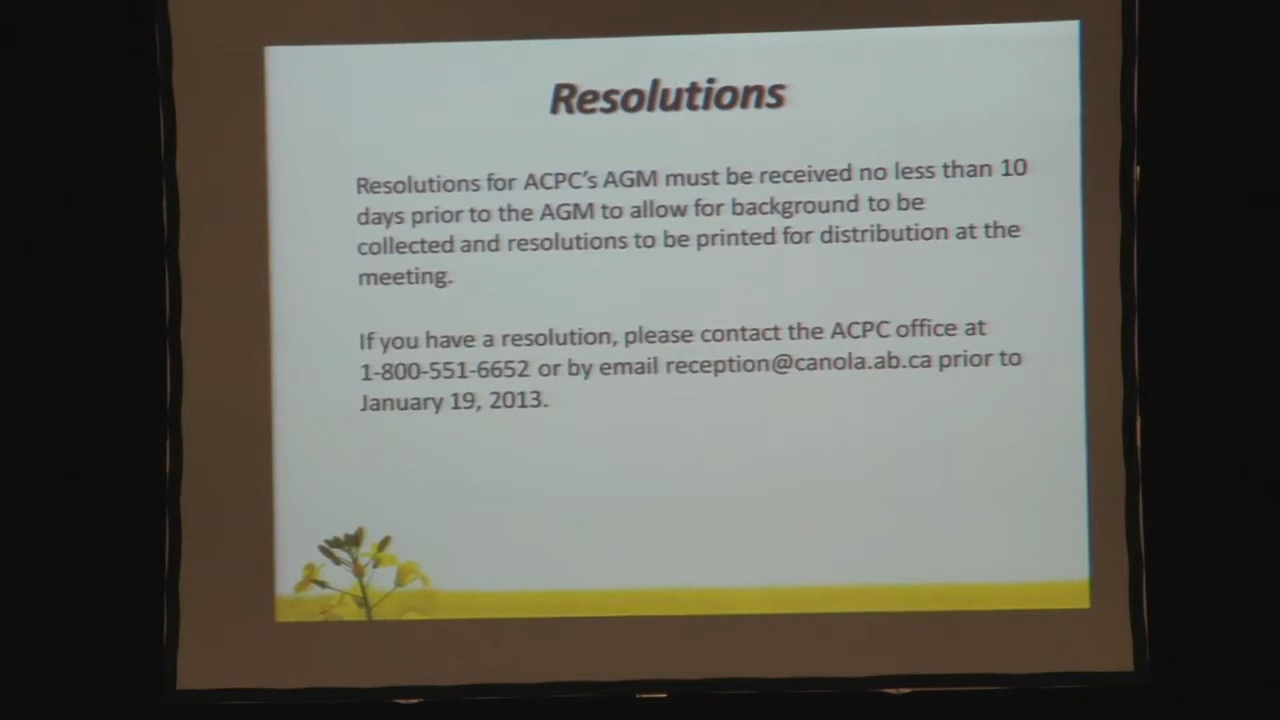 Resolutions
Resolutions for ACPC's AGM must be received no less than 10
days prior to the AGM to allow for background to be
collected and resolutions to be printed for distribution at the
meeting.
If you have a resolution, please contact the ACPC office at
1-800-551-6652 or by email reception@canola.ab.ca prior to
January 19, 2013.